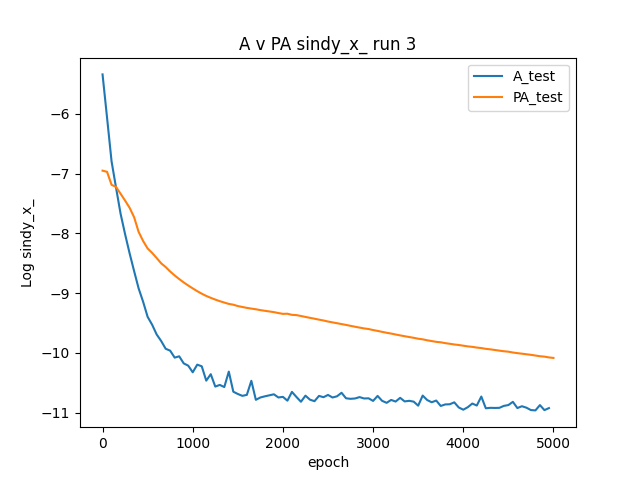 A v PA sindy_x_ run 3
A_test
PA_test
Log sindy_x_
−6
−7
−8
−9
−10
−11
0
1000
2000
3000
4000
5000
epoch